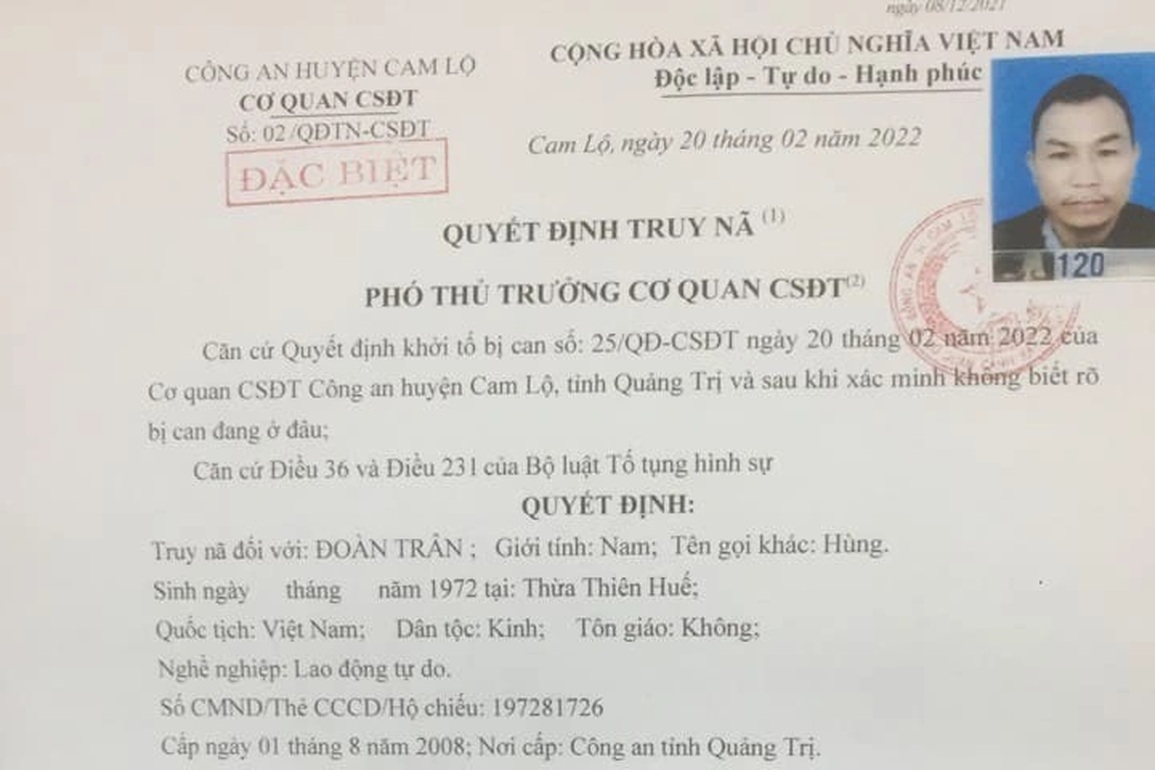 ngày 08/12/2021
CÔNG AN HUYỆN CAM LỘ
CƠ QUAN CSĐT
Số: 02/QĐTN-CSĐT
ĐẶC BIỆT
CỘNG HÒA XÃ HỘI CHỦ NGHĨA VIỆT NAM
Độc lập - Tự do - Hạnh phúc
Cam Lộ, ngày 20 tháng 02 năm 2022
120
QUYẾT ĐỊNH TRUY NÃ (1)
PHÓ THỦ TRƯỞNG CƠ QUAN CSĐT(2)
Căn cứ Quyết định khởi tố bị can số: 25/QĐ-CSĐT ngày 20 tháng 02 năm 2022 của
Cơ quan CSĐT Công an huyện Cam Lộ, tỉnh Quảng Trị và sau khi xác minh không biết rõ
bị can đang ở đâu;
Căn cứ Điều 36 và Điều 231 của Bộ luật Tố tụng hình sự
QUYẾT ĐỊNH:
Truy nã đối với: ĐOÀN TRÂN ; Giới tính: Nam; Tên gọi khác: Hùng.
Sinh ngày tháng năm 1972 tại: Thừa Thiên Huế;
Quốc tịch: Việt Nam; Dân tộc: Kinh; Tôn giáo: Không;
Nghề nghiệp: Lao động tự do.
Số CMND/Thẻ CCCD/Hộ chiếu: 197281726
Cấp ngày 01 tháng 8 năm 2008; Nơi cấp: Công an tỉnh Quảng Trị.